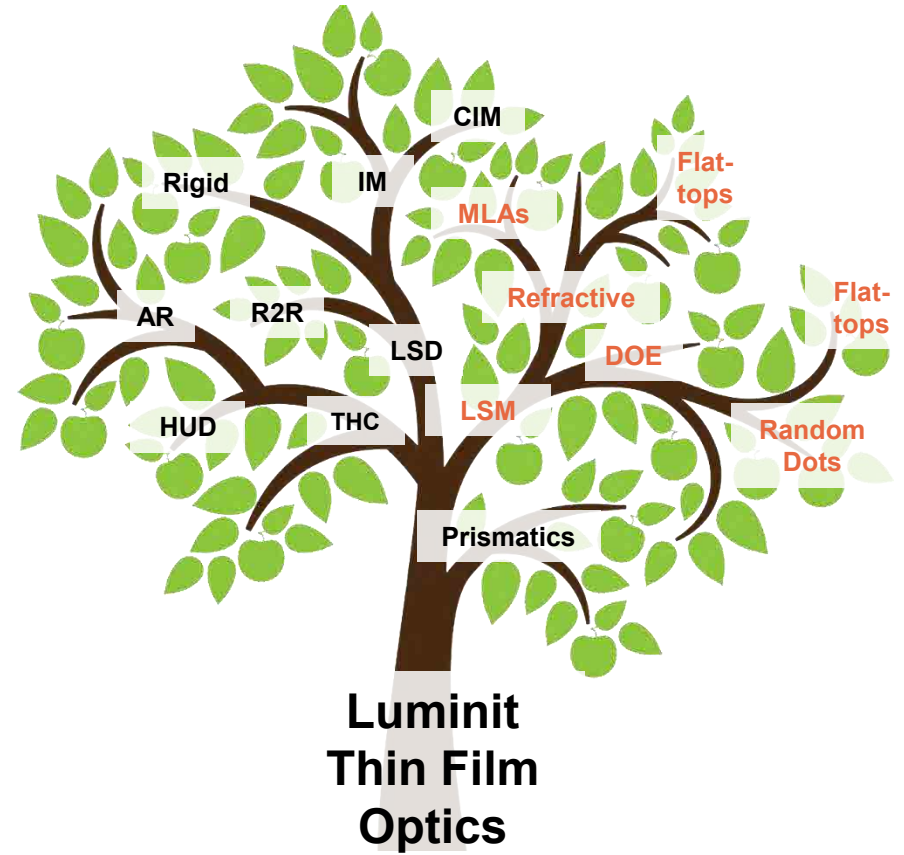 CIM
Flat-
tops
Rigid
IM
MLAs
Refractive
Flat-
tops
AR
R2R
LSD
DOE
HUD
THC
LSM
Random
Dots
Prismatics
Luminit
Thin Film
Optics